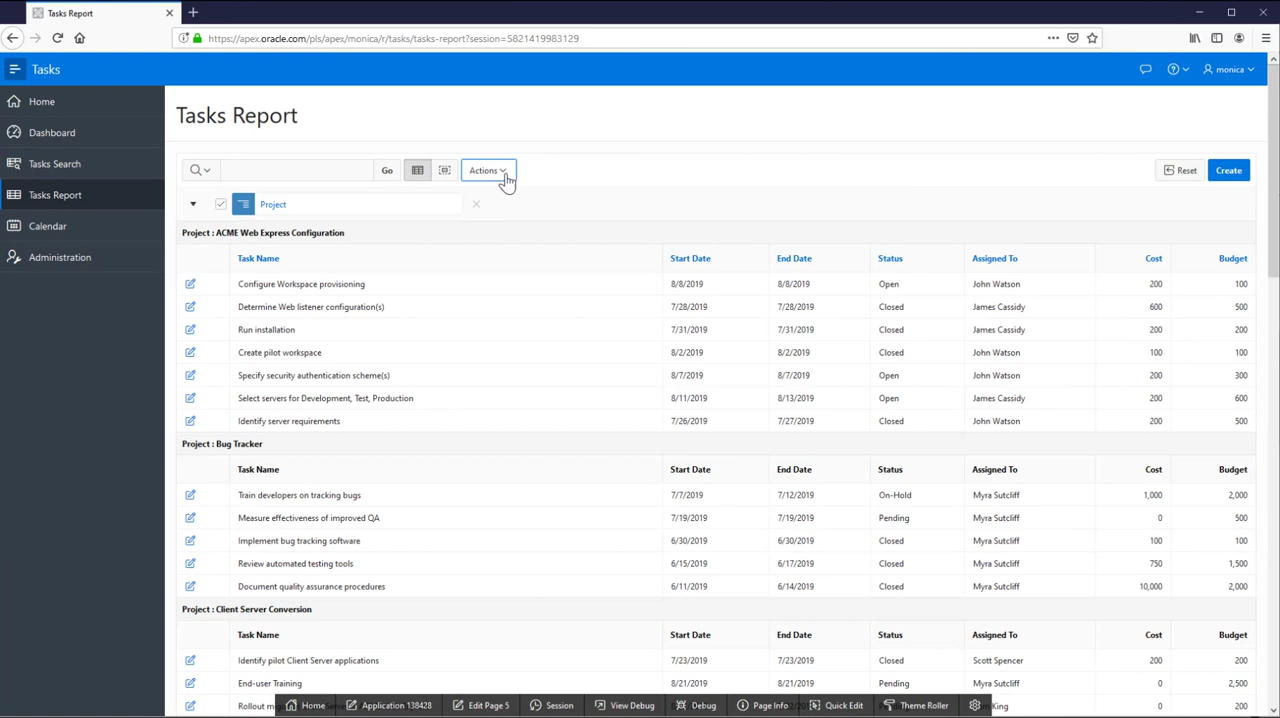 Tasks Report
https://apex.oracle.com/pls/apex/monica/r/tasks/tasks-report?session=5821419983129
Tasks
monica
Home
Dashboard
Tasks Search
Tasks Report
Calendar
Administration
Tasks Report
Go Actions Reset Create
Project
Project : ACME Web Express Configuration
Task Name Start Date End Date Status Assigned To Cost Budget
Configure Workspace provisioning 8/8/2019 8/8/2019 Open John Watson 200 100
Determine Web listener configuration(s) 7/28/2019 7/28/2019 Closed James Cassidy 600 500
Run installation 7/31/2019 7/31/2019 Closed James Cassidy 200 200
Create pilot workspace 8/2/2019 8/2/2019 Closed John Watson 100 100
Specify security authentication scheme(s) 8/7/2019 8/7/2019 Open John Watson 200 300
Select servers for Development, Test, Production 8/11/2019 8/13/2019 Open James Cassidy 200 600
Identify server requirements 7/26/2019 7/27/2019 Closed John Watson 200 500
Project : Bug Tracker
Task Name Start Date End Date Status Assigned To Cost Budget
Train developers on tracking bugs 7/7/2019 7/12/2019 On-Hold Myra Sutcliff 1,000 2,000
Measure effectiveness of improved QA 7/19/2019 7/19/2019 Pending Myra Sutcliff 0 500
Implement bug tracking software 6/30/2019 6/30/2019 Closed Myra Sutcliff 100 100
Review automated testing tools 6/15/2019 6/17/2019 Closed Myra Sutcliff 750 1,500
Document quality assurance procedures 6/11/2019 6/14/2019 Closed Myra Sutcliff 10,000 2,000
Project : Client Server Conversion
Task Name Start Date End Date Status Assigned To Cost Budget
Identify pilot Client Server applications 7/23/2019 7/23/2019 Closed Scott Spencer 200 200
End-user Training 8/21/2019 8/21/2019 Pending Myra Sutcliff 0 2,500
Home Application 138428 Edit Page 5 Session View Debug Debug Page Info Quick Edit Theme Roller